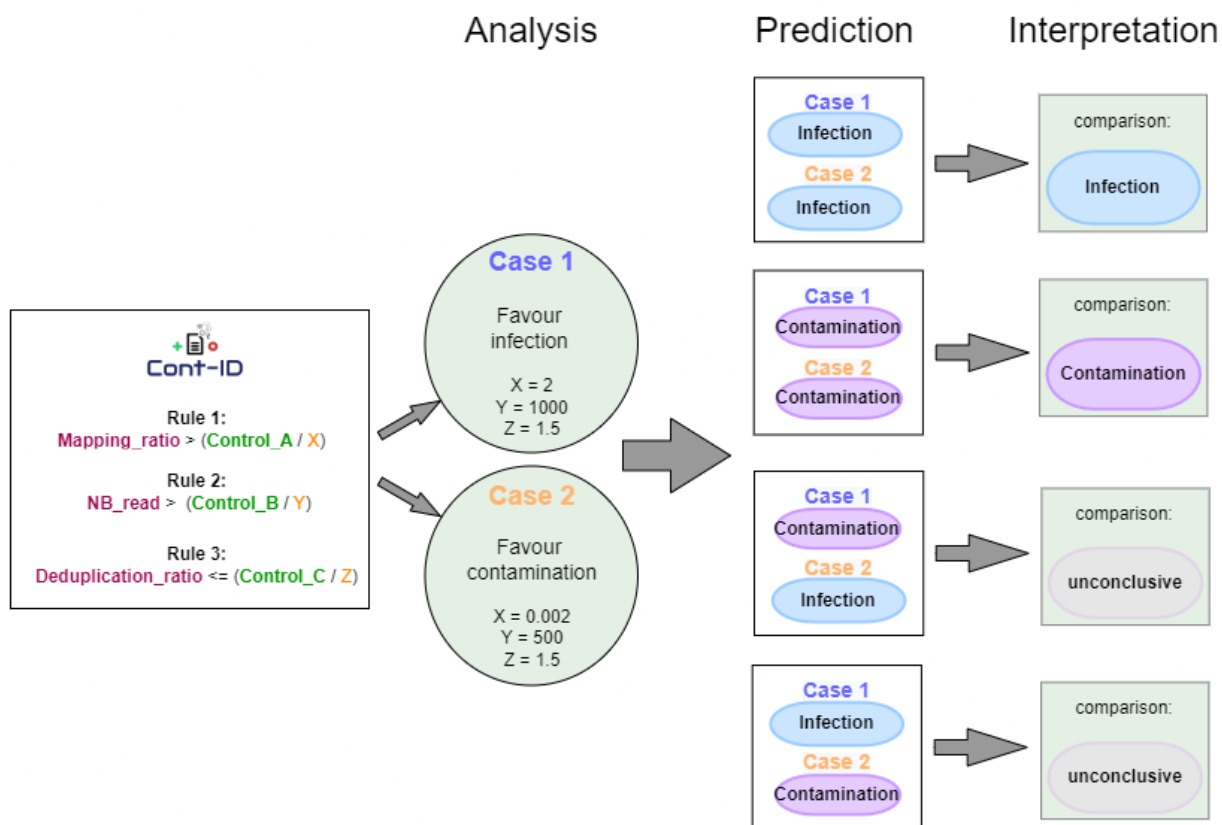 Analysis
Prediction
Interpretation
Cont-ID
Rule 1:
Mapping_ratio > (Control_A / X)
Rule 2:
NB_read > (Control_B / Y)
Rule 3:
Deduplication_ratio <= (Control_C / Z)
Case 1
Favour
infection
X = 2
Y = 1000
Z = 1.5
Case 2
Favour
contamination
X = 0.002
Y = 500
Z = 1.5
Case 1
Infection
Case 2
Infection
comparison:
Infection
Case 1
Contamination
Case 2
Contamination
comparison:
Contamination
Case 1
Contamination
Case 2
Infection
comparison:
unconclusive
Case 1
Infection
Case 2
Contamination
comparison:
unconclusive